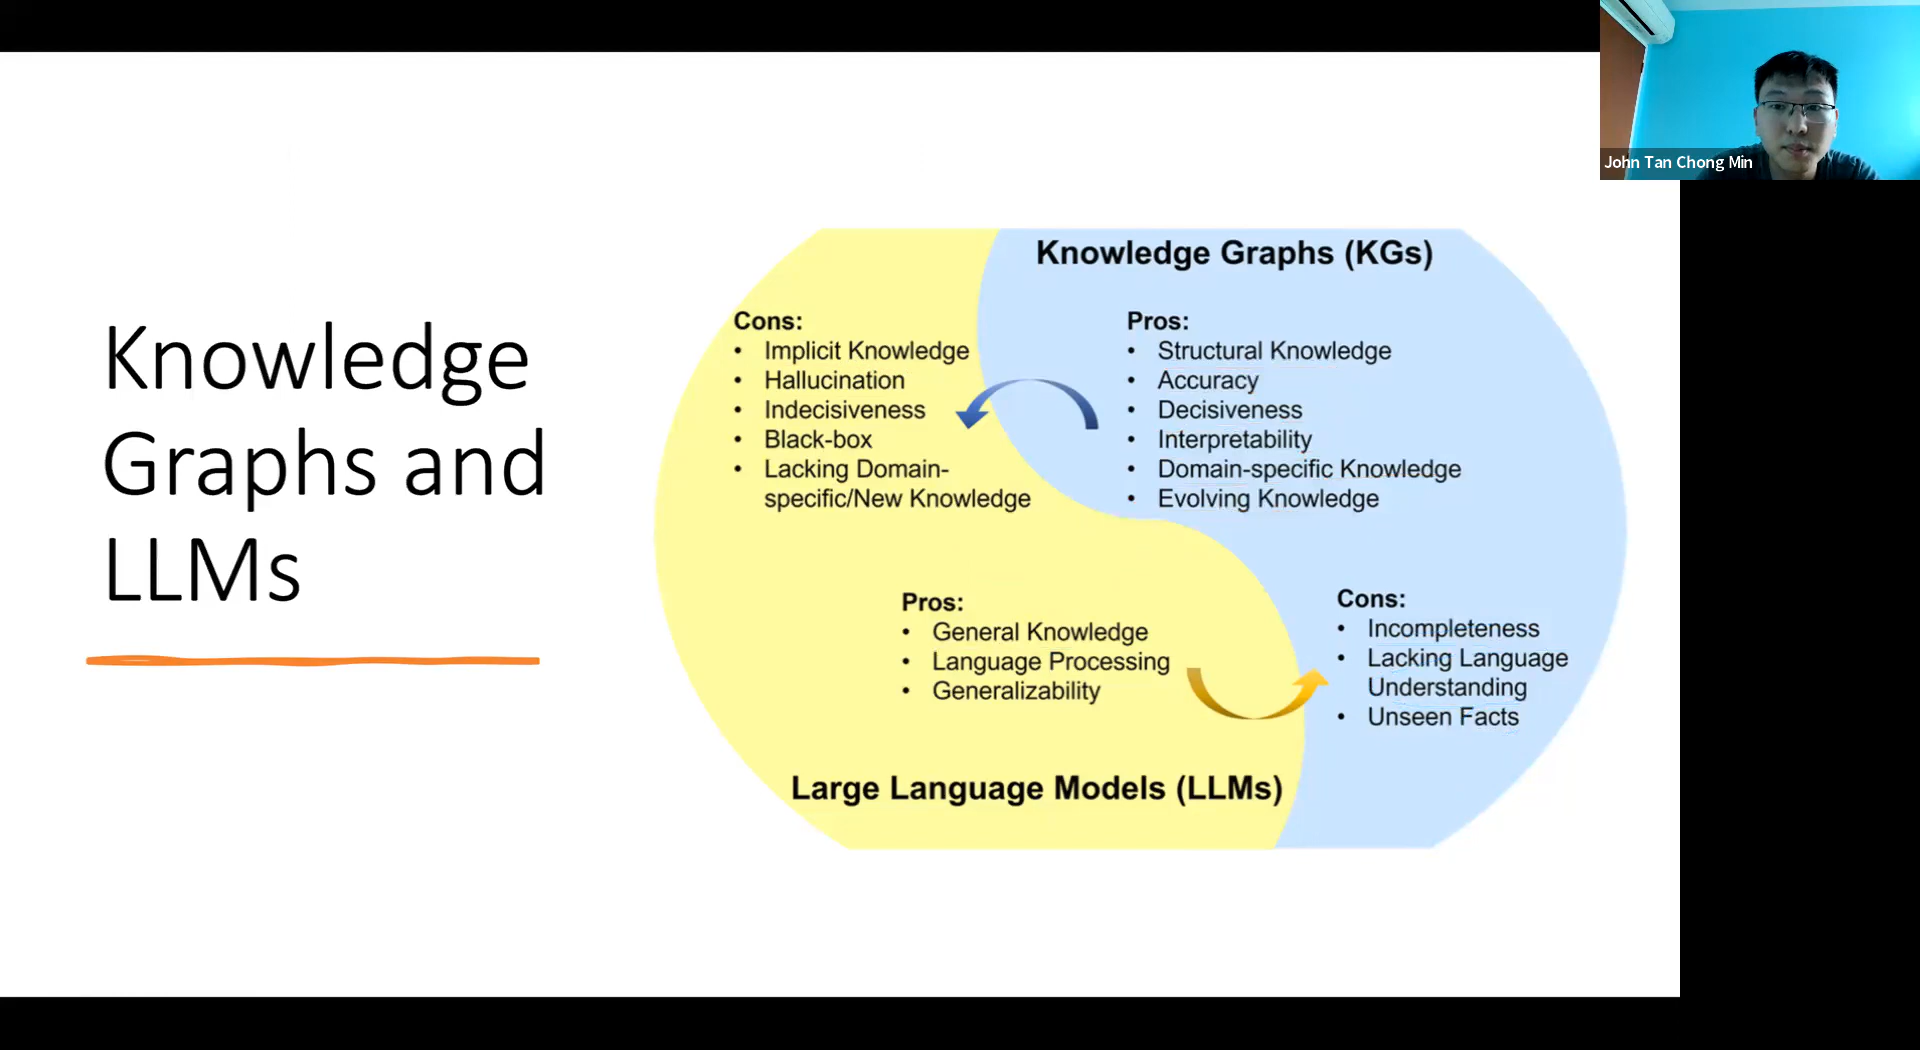 John Tan Chong Min
Knowledge
Graphs and
LLMs
Knowledge Graphs (KGs)
Cons:
• Implicit Knowledge
• Hallucination
• Indecisiveness
• Black-box
• Lacking Domain-
specific/New Knowledge
Pros:
• Structural Knowledge
• Accuracy
• Decisiveness
• Interpretability
• Domain-specific Knowledge
• Evolving Knowledge
Pros:
• General Knowledge
• Language Processing
• Generalizability
Cons:
• Incompleteness
• Lacking Language
Understanding
• Unseen Facts
Large Language Models (LLMs)